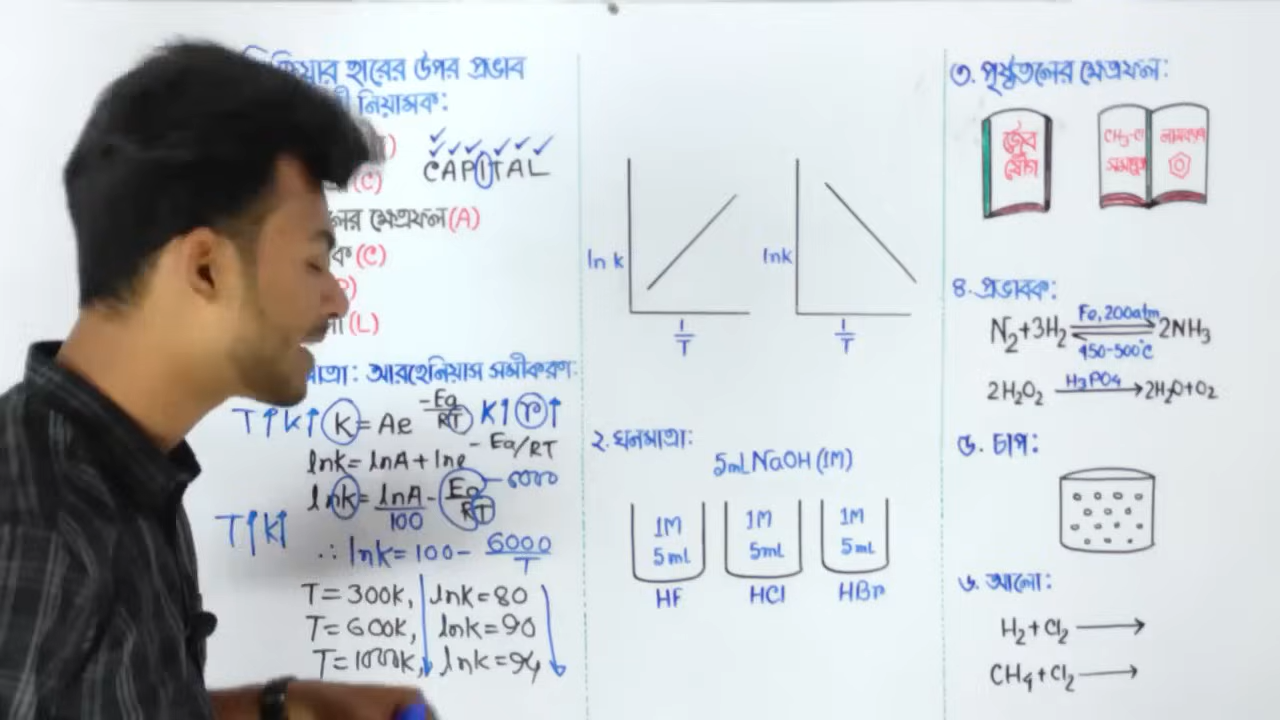 হারের উপর প্রভাব
নিয়ামক:
CAPITAL
(C)
ক্ষেত্রফল (A)
ক (C)
(L)
মাত্রা: আরহেনিয়াস সমীকরণ:
T↑ K↑ k = Ae^-Ea/RT K↑ r↑
lnk = lnA + lne^-Ea/RT
lnk = lnA/100 - Ea/RT 6000
T↑ K↑
∴ lnk = 100 - 6000/T
T = 300K, lnk = 80
T = 600K, lnk = 90
T = 1000K, lnk = 94
ln k
1/T
lnk
1/T
২. ঘনমাত্রা:
5mL NaOH (1M)
1M 1M 1M
5mL 5mL 5mL
HF HCl HBr
৩. পৃষ্ঠতলের ক্ষেত্রফল:
জৈব
যৌগ
CH3-Cl
নামকরণ
৪. প্রভাবক:
Fe, 200atm
N2+3H2 ⇌ 2NH3
450-500°C
H3PO4
2H2O2 ⟶ 2H2O+O2
৫. চাপ:
৬. আলো:
H2+Cl2 ⟶
CH4+Cl2 ⟶